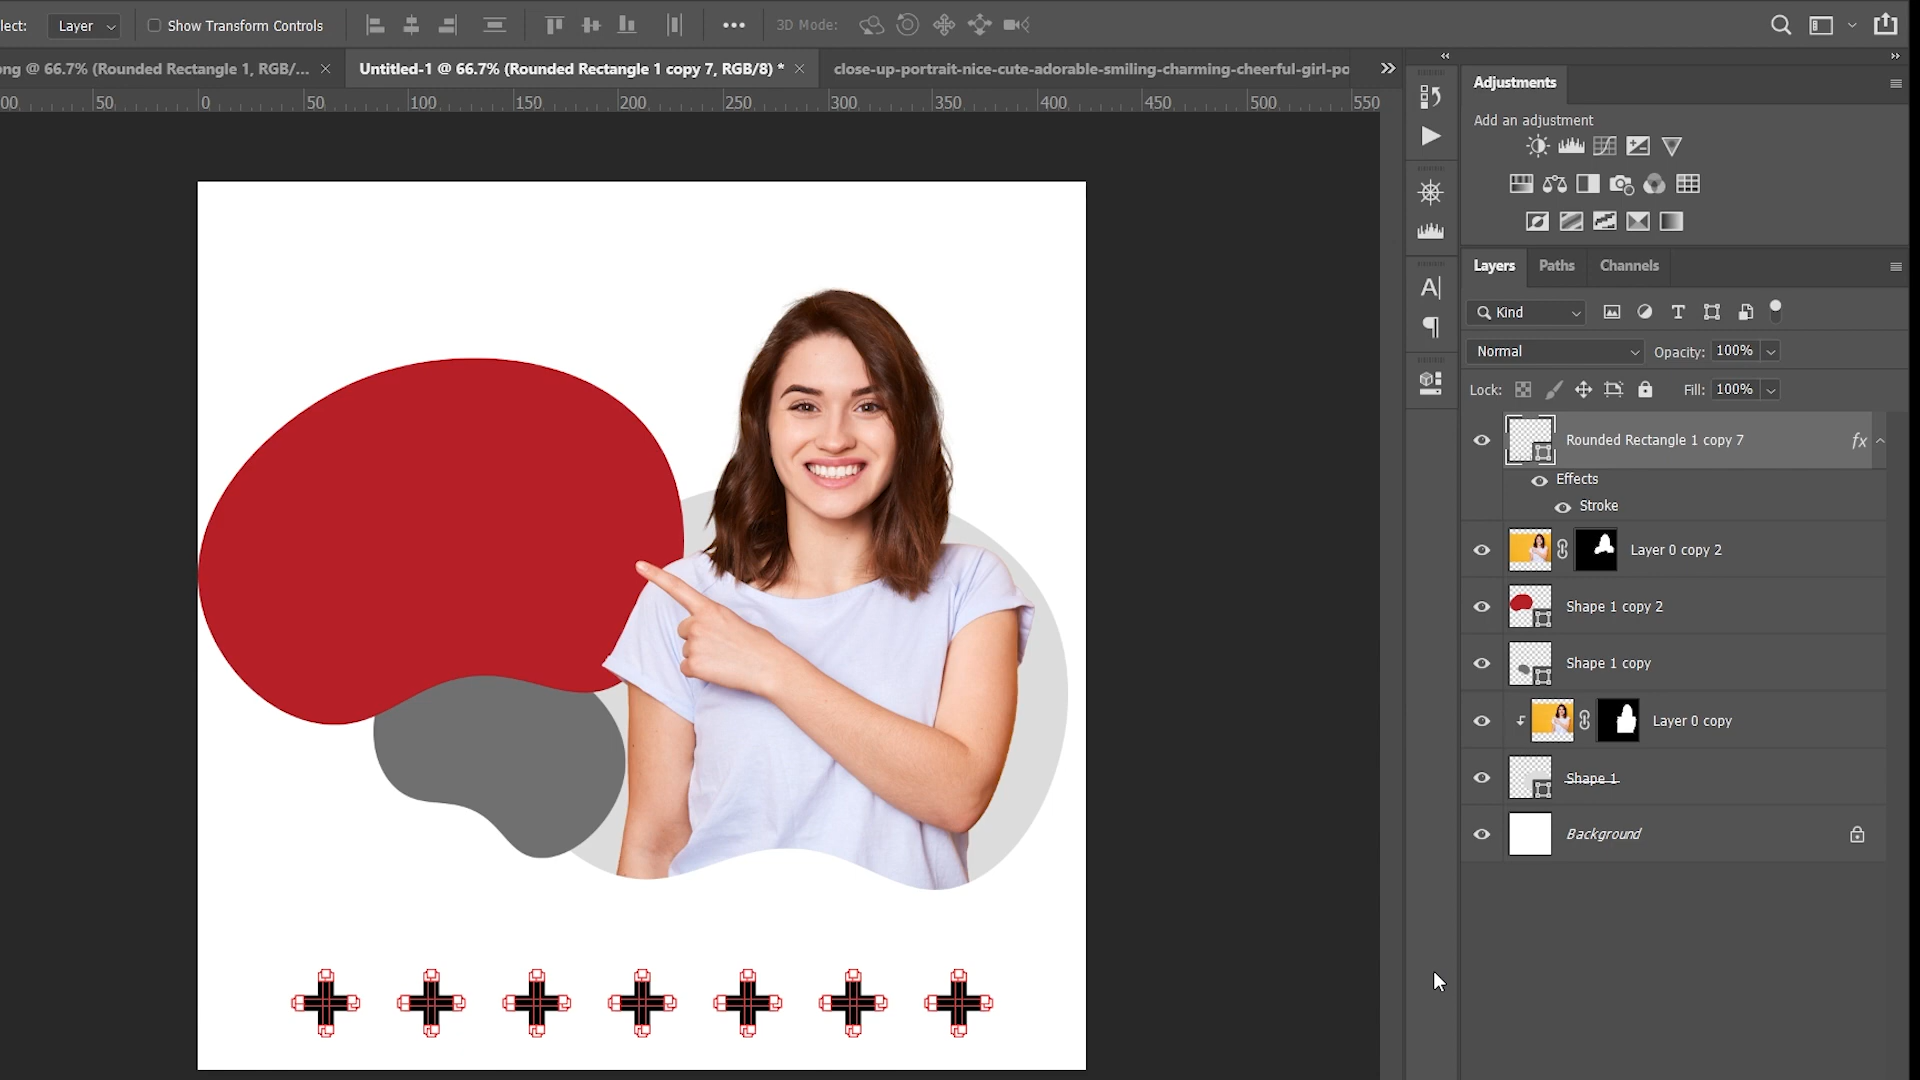 lect: Layer Show Transform Controls 3D Mode:
ong @ 66.7% (Rounded Rectangle 1, RGB/... × Untitled-1 @ 66.7% (Rounded Rectangle 1 copy 7, RGB/8) * × close-up-portrait-nice-cute-adorable-smiling-charming-cheerful-girl-po
00 50 0 50 100 150 200 250 300 350 400 450 500 550
Adjustments
Add an adjustment
Layers Paths Channels
Kind
Normal Opacity: 100%
Lock: Fill: 100%
Rounded Rectangle 1 copy 7 fx
Effects
Stroke
Layer 0 copy 2
Shape 1 copy 2
Shape 1 copy
Layer 0 copy
Shape 1
Background